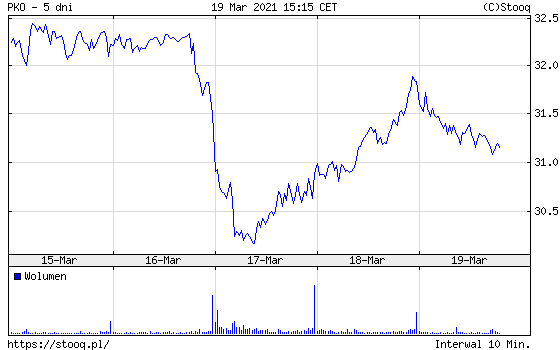 PKO - 5 dni 19 Mar 2021 15:15 CET (C)Stooq
32.5
32.0
31.5
31.0
30.5
15-Mar 16-Mar 17-Mar 18-Mar 19-Mar
Wolumen
https://stooq.pl/ Interwal 10 Min.